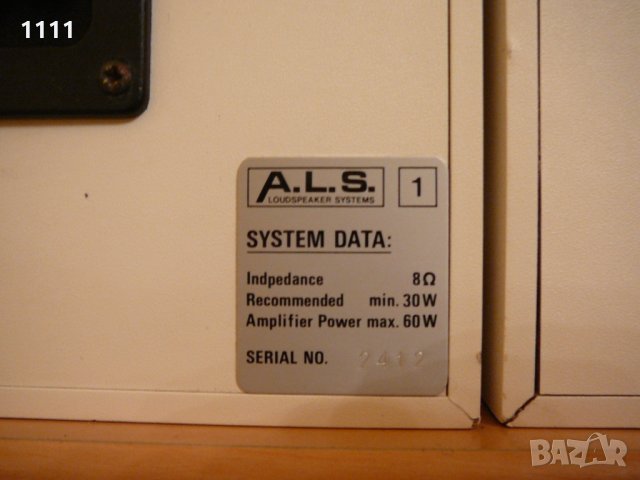 1111
A.L.S. 1
LOUDSPEAKER SYSTEMS
SYSTEM DATA:
Indpedance 8Ω
Recommended min. 30W
Amplifier Power max. 60W
SERIAL NO. 2412
BAZAR